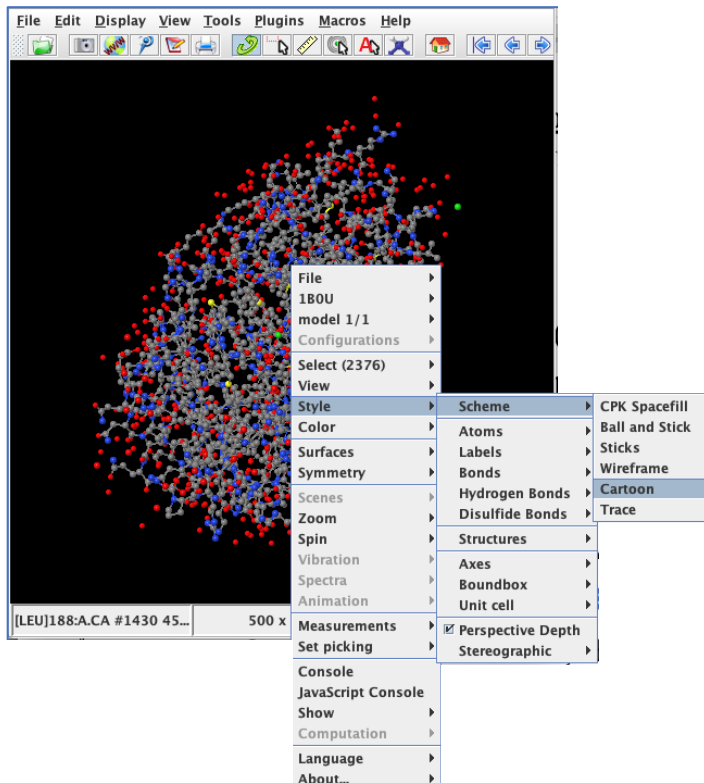 File Edit Display View Tools Plugins Macros Help
File
1B0U
model 1/1
Configurations
Select (2376)
View
Style
Color
Surfaces
Symmetry
Scenes
Zoom
Spin
Vibration
Spectra
Animation
Measurements
Set picking
Console
JavaScript Console
Show
Computation
Language
About...
Scheme
Atoms
Labels
Bonds
Hydrogen Bonds
Disulfide Bonds
Structures
Axes
Boundbox
Unit cell
Perspective Depth
Stereographic
CPK Spacefill
Ball and Stick
Sticks
Wireframe
Cartoon
Trace
[LEU]188:A.CA #1430 45... 500 x